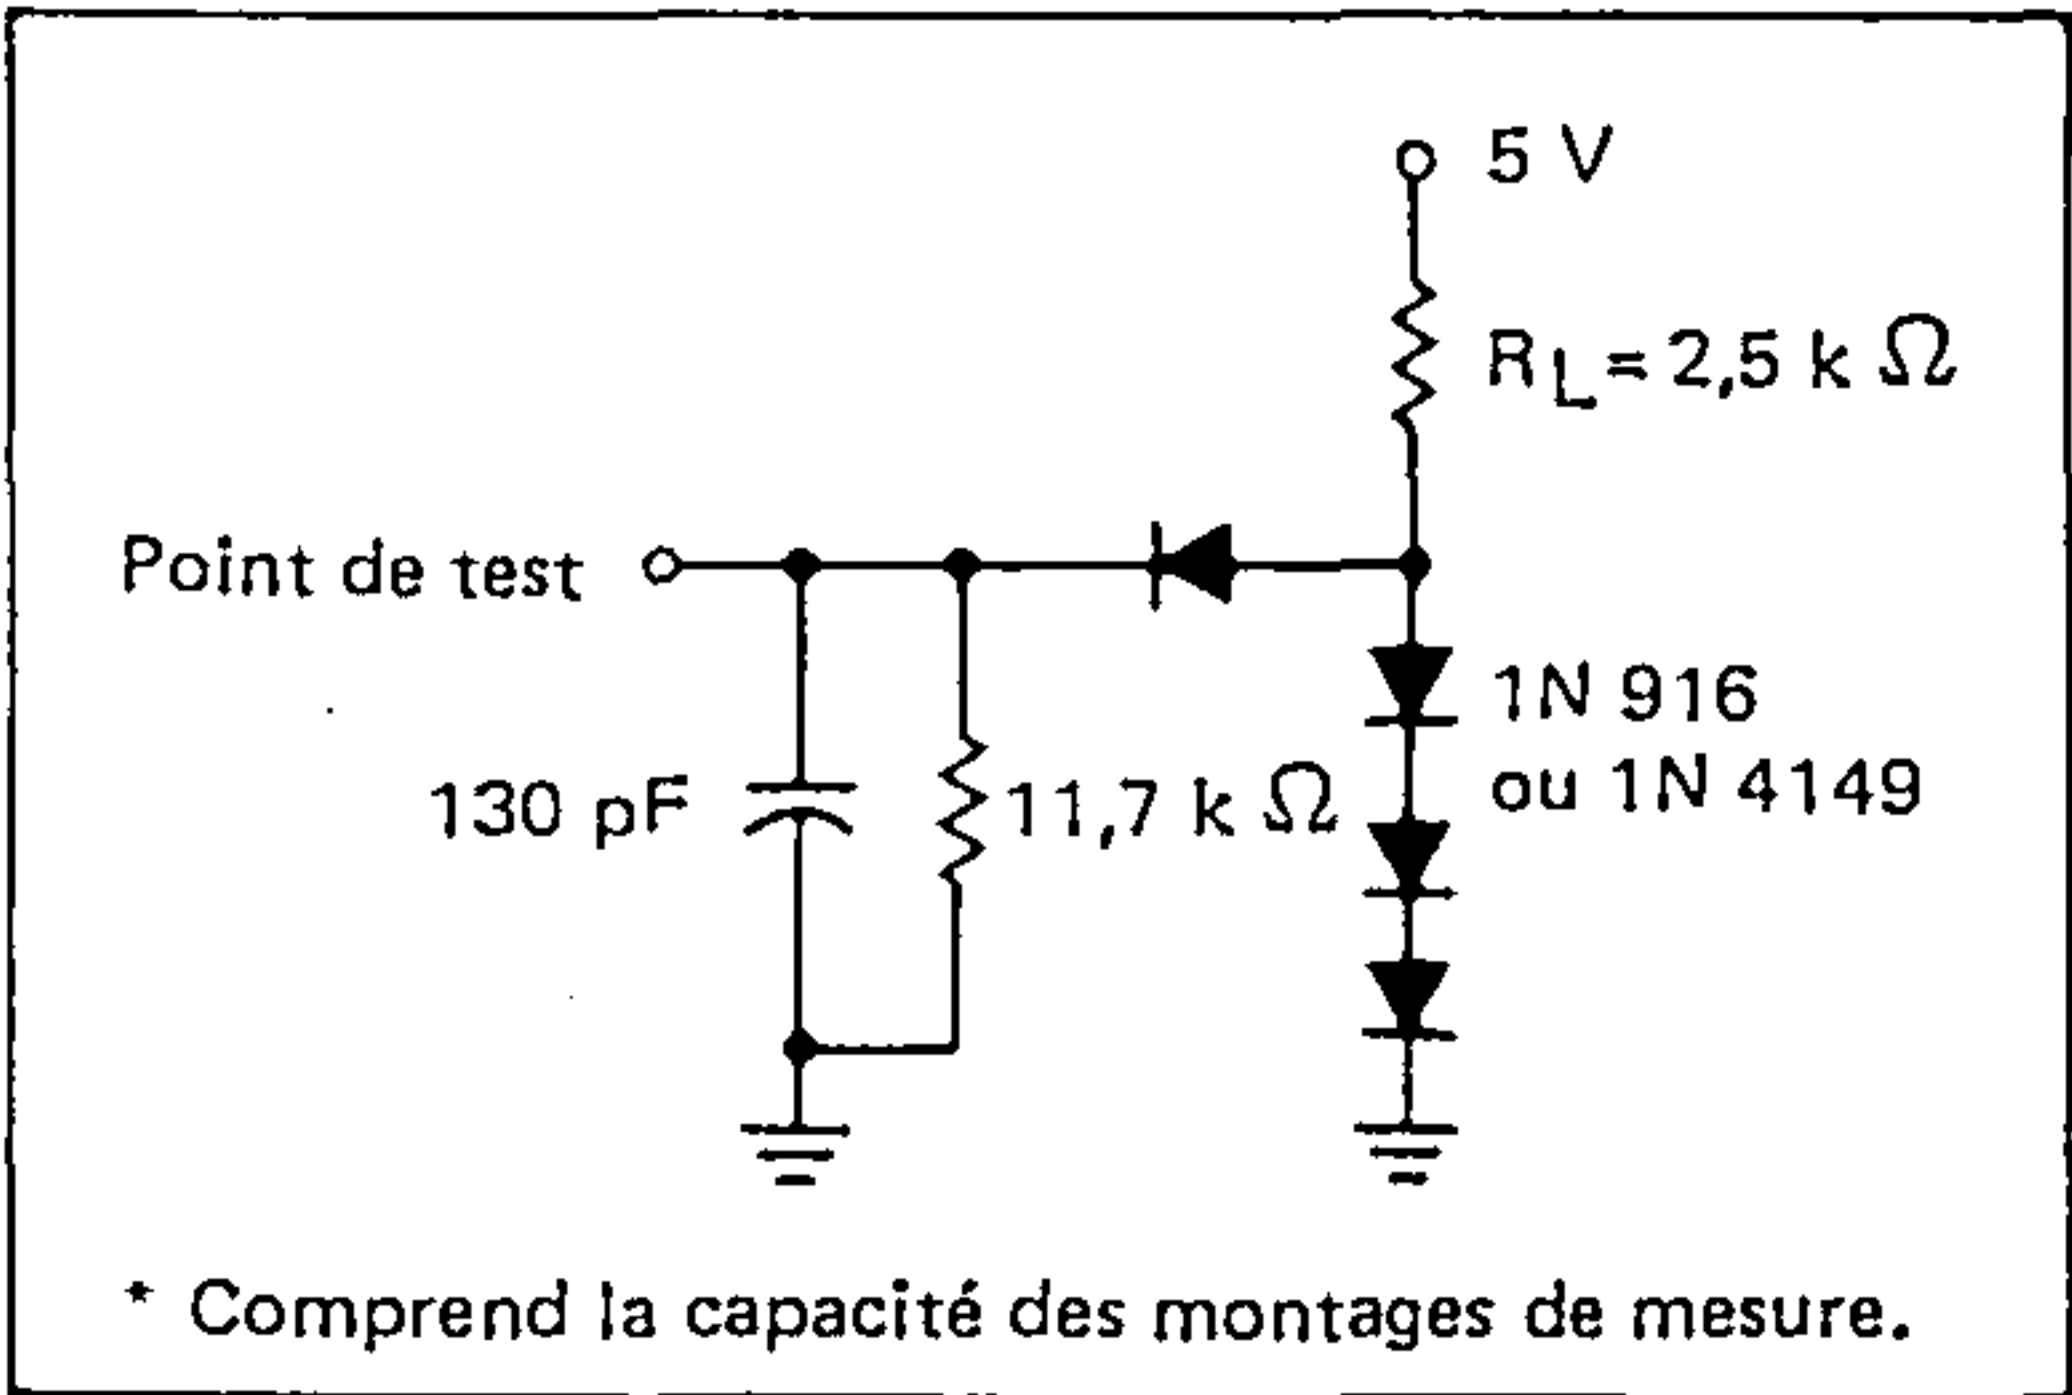 5 V
R_L = 2,5 k Ω
Point de test
1N 916
ou 1N 4149
130 pF
11,7 k Ω
* Comprend la capacité des montages de mesure.